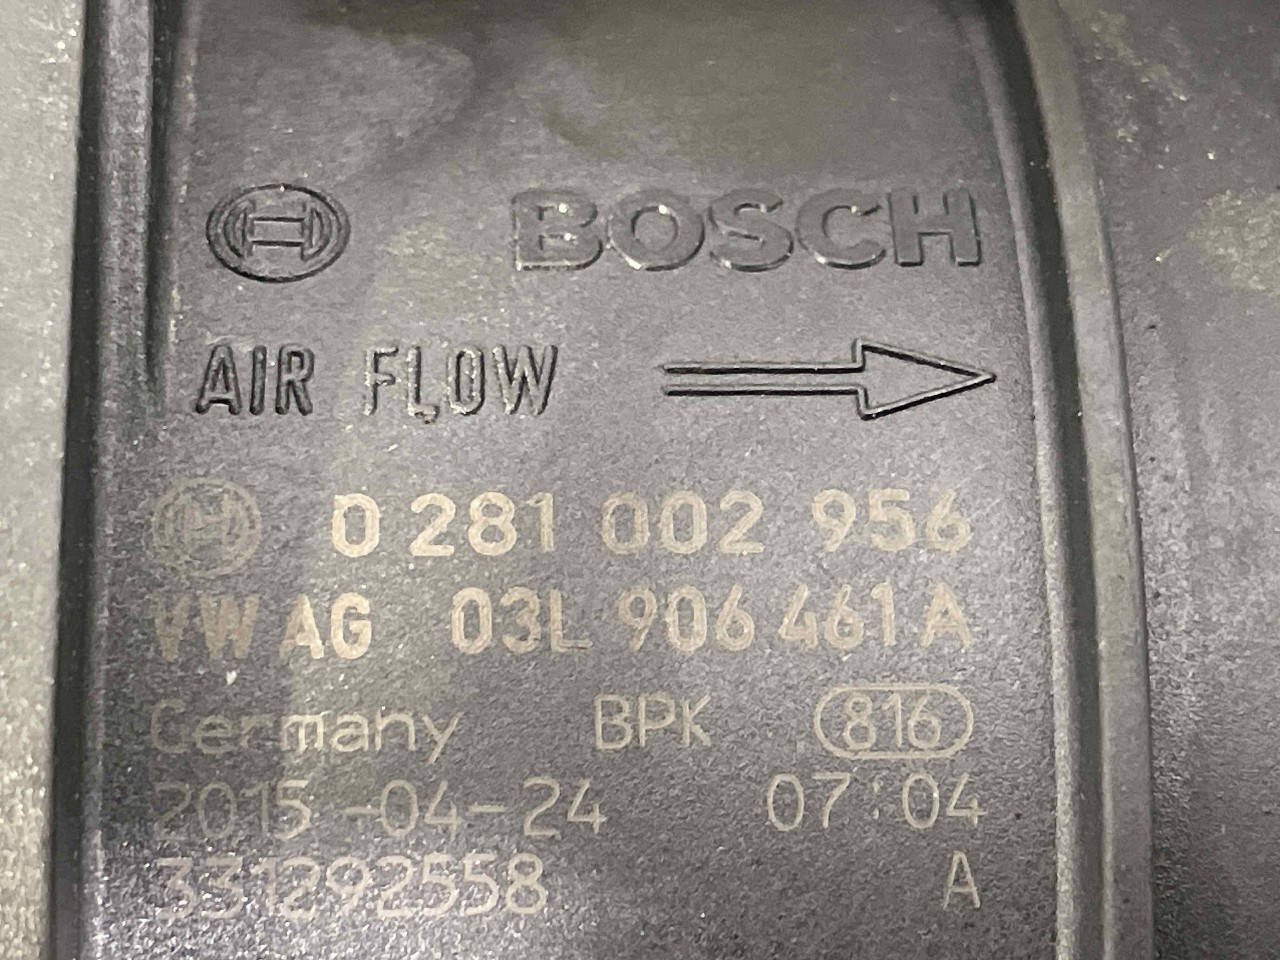 BOSCH
AIR FLOW
0 281 002 956
VW AG 03L 906 461 A
Germany BPK 816
2015-04-24 07:04
331292558 A